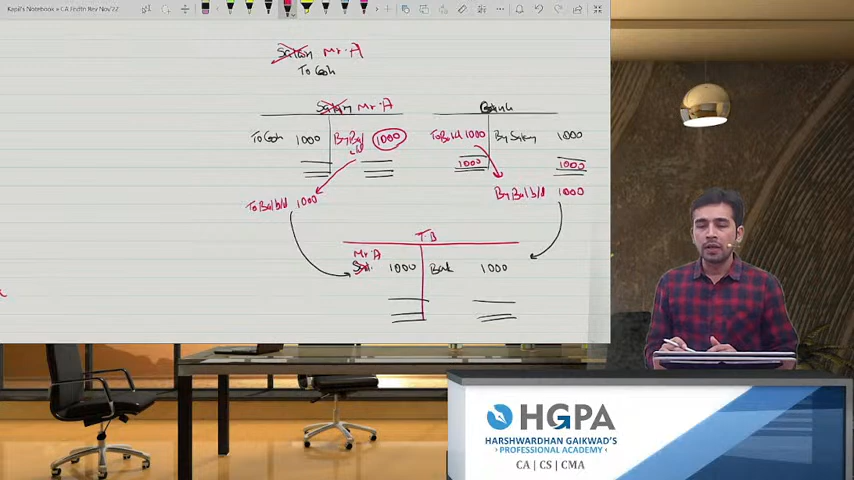 Kapil's Notebook » CA Fndtn Rev Nov'22
Salary Mr. A
To Cash
Salary Mr. A
Bank
To Cash 1000 By Bal c/d 1000
To Bal c/d 1000 By Salary 1000
1000 1000
To Bal b/d 1000
By Bal b/d 1000
T.B
Mr. A
Sal. 1000 Bank 1000
HGPA
HARSHWARDHAN GAIKWAD'S
PROFESSIONAL ACADEMY
CA | CS | CMA